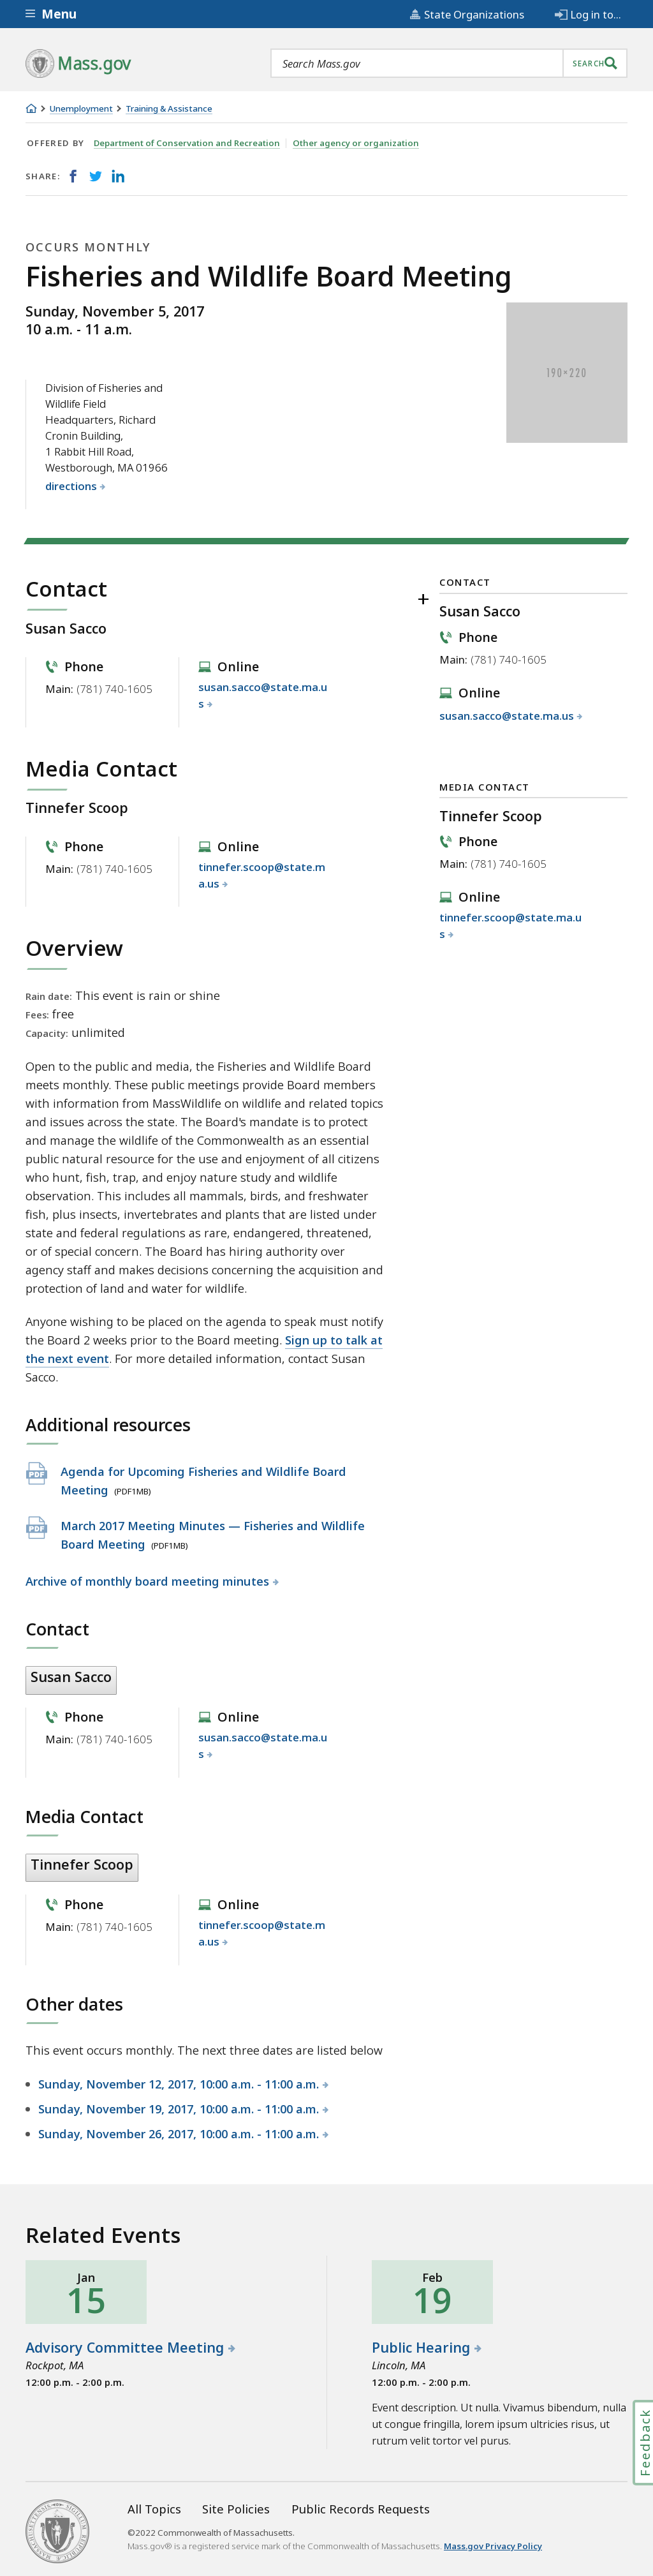 Menu
State Organizations
Log in to...
Mass.gov
Search Mass.gov
SEARCH
Unemployment
Training & Assistance
OFFERED BY Department of Conservation and Recreation | Other agency or organization
SHARE:
OCCURS MONTHLY
Fisheries and Wildlife Board Meeting
Sunday, November 5, 2017
10 a.m. - 11 a.m.
190×220
Division of Fisheries and
Wildlife Field
Headquarters, Richard
Cronin Building,
1 Rabbit Hill Road,
Westborough, MA 01966
directions
Contact
Susan Sacco
Phone
Main: (781) 740-1605
Online
susan.sacco@state.ma.u
s
Media Contact
Tinnefer Scoop
Phone
Main: (781) 740-1605
Online
tinnefer.scoop@state.m
a.us
CONTACT
Susan Sacco
Phone
Main: (781) 740-1605
Online
susan.sacco@state.ma.us
MEDIA CONTACT
Tinnefer Scoop
Phone
Main: (781) 740-1605
Online
tinnefer.scoop@state.ma.u
s
Overview
Rain date: This event is rain or shine
Fees: free
Capacity: unlimited
Open to the public and media, the Fisheries and Wildlife Board
meets monthly. These public meetings provide Board members
with information from MassWildlife on wildlife and related topics
and issues across the state. The Board's mandate is to protect
and manage the wildlife of the Commonwealth as an essential
public natural resource for the use and enjoyment of all citizens
who hunt, fish, trap, and enjoy nature study and wildlife
observation. This includes all mammals, birds, and freshwater
fish, plus insects, invertebrates and plants that are listed under
state and federal regulations as rare, endangered, threatened,
or of special concern. The Board has hiring authority over
agency staff and makes decisions concerning the acquisition and
protection of land and water for wildlife.
Anyone wishing to be placed on the agenda to speak must notify
the Board 2 weeks prior to the Board meeting. Sign up to talk at
the next event. For more detailed information, contact Susan
Sacco.
Additional resources
PDF
Agenda for Upcoming Fisheries and Wildlife Board
Meeting (PDF1MB)
PDF
March 2017 Meeting Minutes — Fisheries and Wildlife
Board Meeting (PDF1MB)
Archive of monthly board meeting minutes
Contact
Susan Sacco
Phone
Main: (781) 740-1605
Online
susan.sacco@state.ma.u
s
Media Contact
Tinnefer Scoop
Phone
Main: (781) 740-1605
Online
tinnefer.scoop@state.m
a.us
Other dates
This event occurs monthly. The next three dates are listed below
Sunday, November 12, 2017, 10:00 a.m. - 11:00 a.m.
Sunday, November 19, 2017, 10:00 a.m. - 11:00 a.m.
Sunday, November 26, 2017, 10:00 a.m. - 11:00 a.m.
Related Events
Jan
15
Advisory Committee Meeting
Rockpot, MA
12:00 p.m. - 2:00 p.m.
Feb
19
Public Hearing
Lincoln, MA
12:00 p.m. - 2:00 p.m.
Event description. Ut nulla. Vivamus bibendum, nulla
ut congue fringilla, lorem ipsum ultricies risus, ut
rutrum velit tortor vel purus.
Feedback
All Topics
Site Policies
Public Records Requests
©2022 Commonwealth of Massachusetts.
Mass.gov® is a registered service mark of the Commonwealth of Massachusetts. Mass.gov Privacy Policy